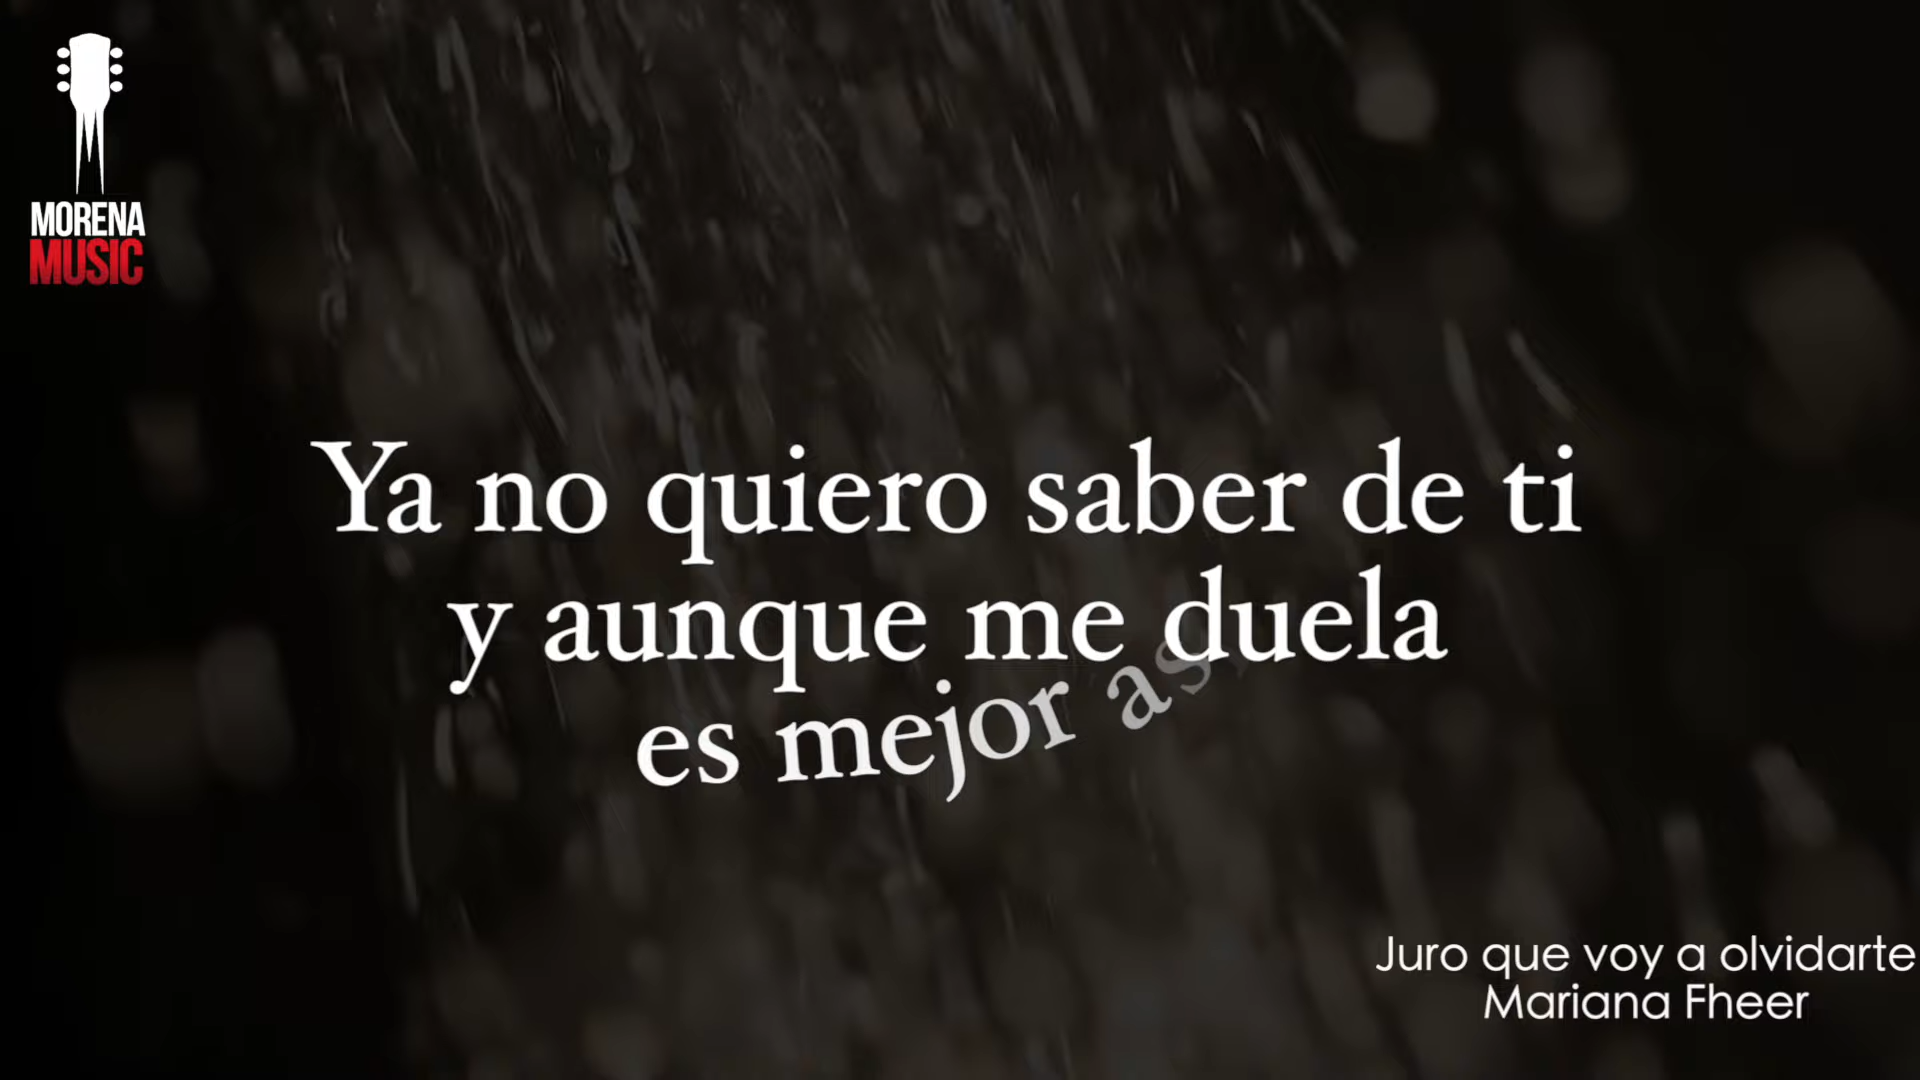 MORENA
MUSIC
Ya no quiero saber de ti
y aunque me duela
es mejor as
Juro que voy a olvidarte
Mariana Fheer